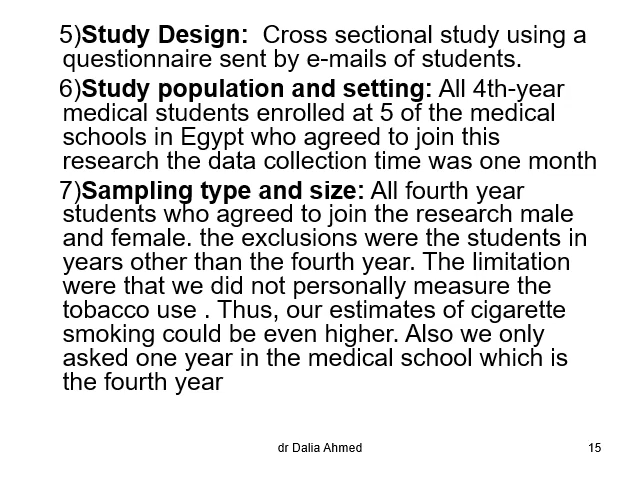 5)Study Design:  Cross sectional study using a
questionnaire sent by e-mails of students.
6)Study population and setting: All 4th-year
medical students enrolled at 5 of the medical
schools in Egypt who agreed to join this
research the data collection time was one month
7)Sampling type and size: All fourth year
students who agreed to join the research male
and female. the exclusions were the students in
years other than the fourth year. The limitation
were that we did not personally measure the
tobacco use . Thus, our estimates of cigarette
smoking could be even higher. Also we only
asked one year in the medical school which is
the fourth year
dr Dalia Ahmed
15